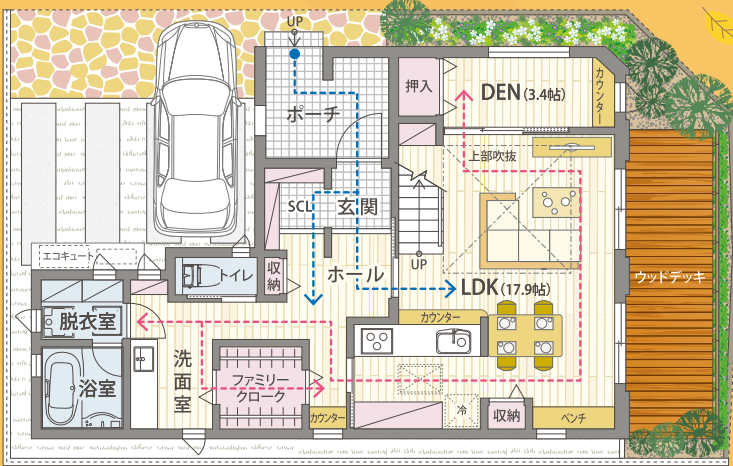 UP
ポーチ
押入
DEN(3.4帖)
カウンター
上部吹抜
SCL
玄関
エコキュート
トイレ
収納
ホール
UP
LDK(17.9帖)
ウッドデッキ
脱衣室
カウンター
浴室
洗面室
ファミリー
クローク
カウンター
冷
収納
ベンチ